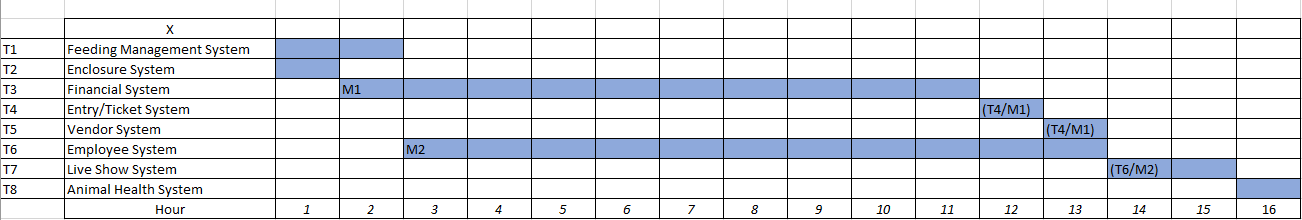 X
T1 Feeding Management System
T2 Enclosure System
T3 Financial System M1
T4 Entry/Ticket System (T4/M1)
T5 Vendor System (T4/M1)
T6 Employee System M2
T7 Live Show System (T6/M2)
T8 Animal Health System
Hour 1 2 3 4 5 6 7 8 9 10 11 12 13 14 15 16